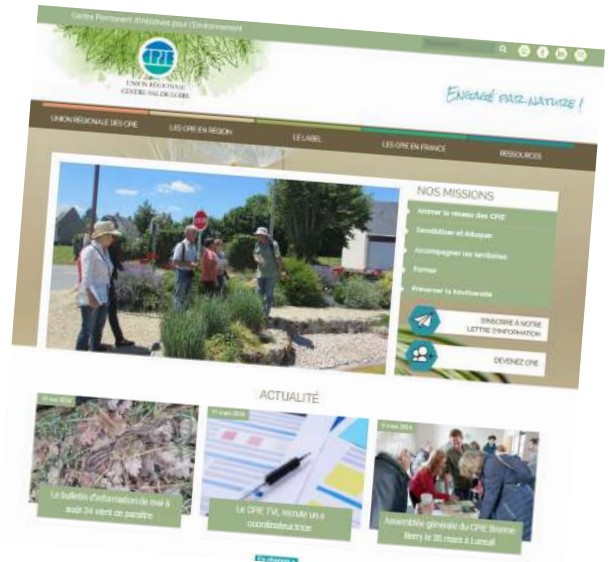 Centre Permanent d'Initiatives pour l'Environnement
CPIE
UNION RÉGIONALE
CENTRE-VAL DE LOIRE
ENGAGÉ PAR NATURE !
UNION RÉGIONALE DES CPIE
LES CPIE EN RÉGION
LE LABEL
LES CPIE EN FRANCE
RESSOURCES
STOP
NOS MISSIONS
Animer le réseau des CPIE
Sensibiliser et éduquer
Accompagner les territoires
Former
Préserver la biodiversité
S'INSCRIRE À NOTRE
LETTRE D'INFORMATION
DEVENEZ CPIE
ACTUALITÉ
Le bulletin d'information de mai à
août 24 vient de paraître
Le CPIE TVL recrute un.e
coordinateur.trice
Assemblée générale du CPIE Brenne-
Berry le 30 mars à Lureuil